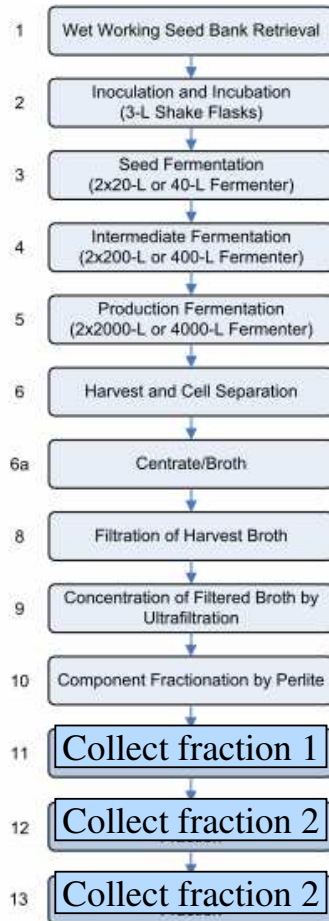 1 Wet Working Seed Bank Retrieval
2 Inoculation and Incubation
(3-L Shake Flasks)
3 Seed Fermentation
(2x20-L or 40-L Fermenter)
4 Intermediate Fermentation
(2x200-L or 400-L Fermenter)
5 Production Fermentation
(2x2000-L or 4000-L Fermenter)
6 Harvest and Cell Separation
6a Centrate/Broth
8 Filtration of Harvest Broth
9 Concentration of Filtered Broth by
Ultrafiltration
10 Component Fractionation by Perlite
11 Collect fraction 1
12 Collect fraction 2
13 Collect fraction 2